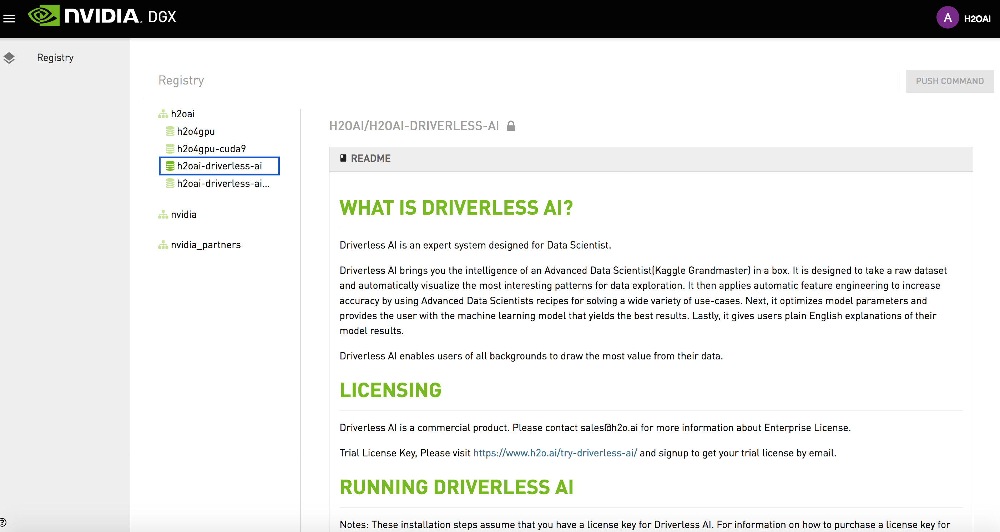 NVIDIA® DGX
A H2OAI
Registry
Registry
PUSH COMMAND
h2oai
h2o4gpu
h2o4gpu-cuda9
h2oai-driverless-ai
h2oai-driverless-ai...
nvidia
nvidia_partners
H2OAI/H2OAI-DRIVERLESS-AI
README
WHAT IS DRIVERLESS AI?
Driverless AI is an expert system designed for Data Scientist.
Driverless AI brings you the intelligence of an Advanced Data Scientist(Kaggle Grandmaster) in a box. It is designed to take a raw dataset
and automatically visualize the most interesting patterns for data exploration. It then applies automatic feature engineering to increase
accuracy by using Advanced Data Scientists recipes for solving a wide variety of use-cases. Next, it optimizes model parameters and
provides the user with the machine learning model that yields the best results. Lastly, it gives users plain English explanations of their
model results.
Driverless AI enables users of all backgrounds to draw the most value from their data.
LICENSING
Driverless AI is a commercial product. Please contact sales@h2o.ai for more information about Enterprise License.
Trial License Key, Please visit https://www.h2o.ai/try-driverless-ai/ and signup to get your trial license by email.
RUNNING DRIVERLESS AI
Notes: These installation steps assume that you have a license key for Driverless AI. For information on how to purchase a license key for
?